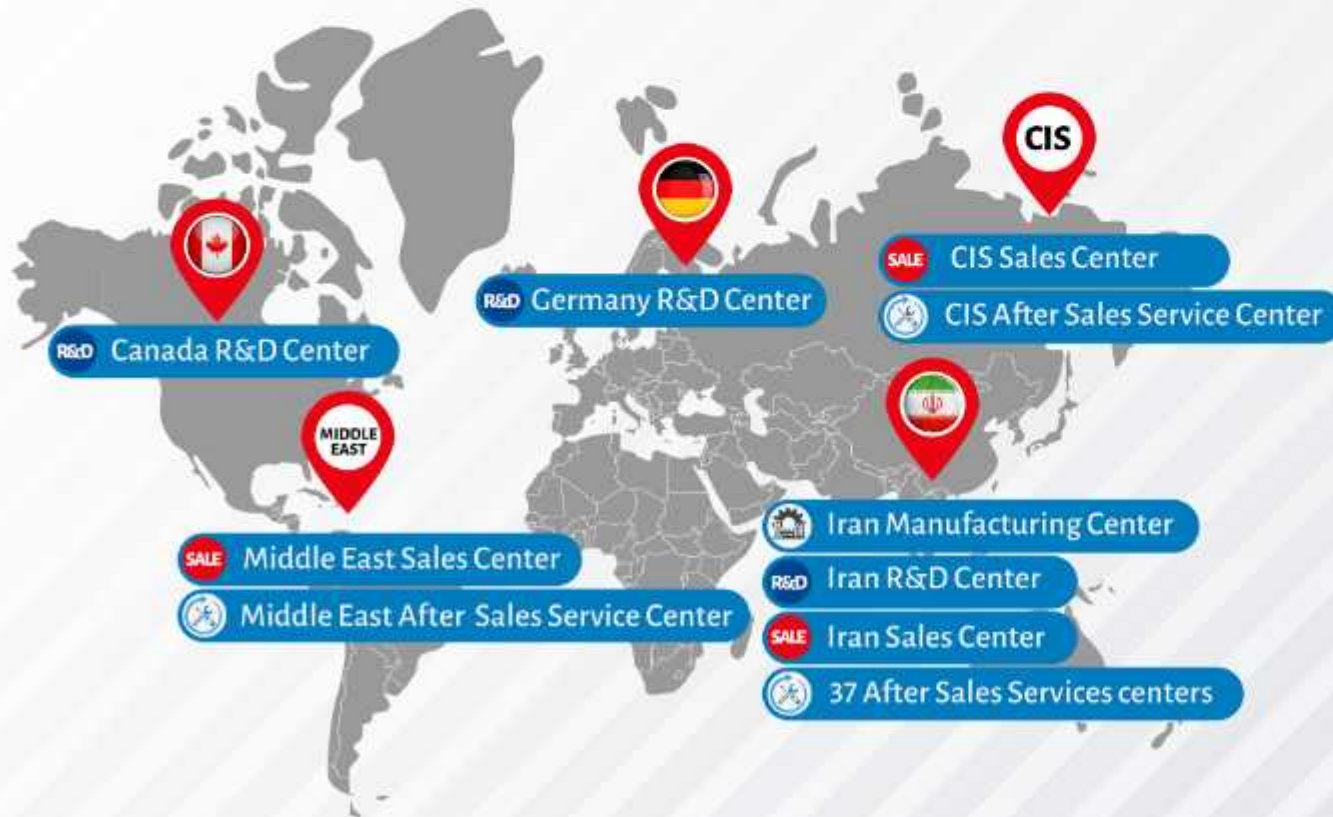 CIS
SALE CIS Sales Center
CIS After Sales Service Center
R&D Germany R&D Center
R&D Canada R&D Center
MIDDLE
EAST
SALE Middle East Sales Center
Middle East After Sales Service Center
Iran Manufacturing Center
R&D Iran R&D Center
SALE Iran Sales Center
37 After Sales Services centers